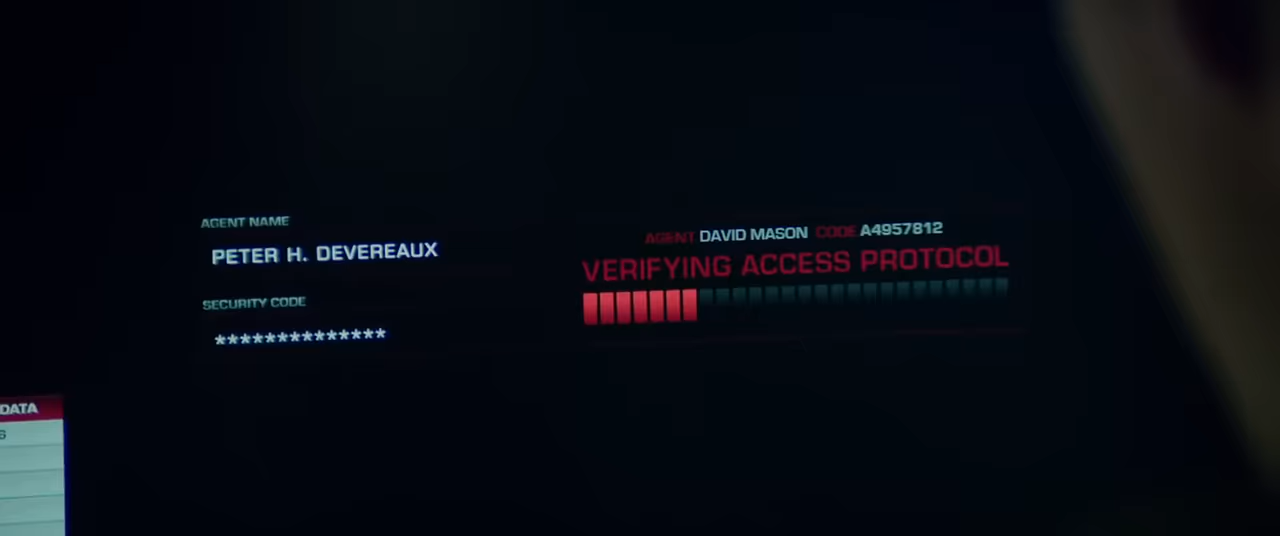 AGENT NAME
PETER H. DEVEREAUX
SECURITY CODE
**************
AGENT DAVID MASON CODE A4957812
VERIFYING ACCESS PROTOCOL
DATA